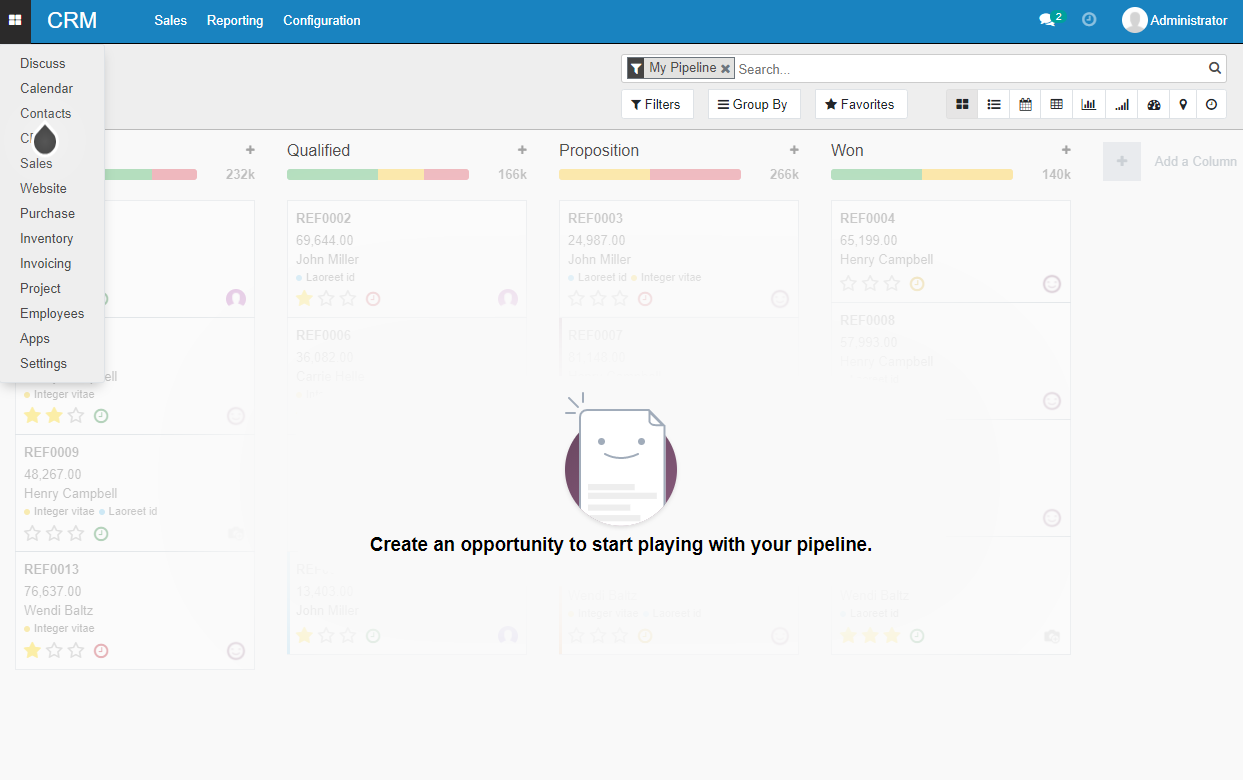 CRM Sales Reporting Configuration 2 Administrator
Discuss
Calendar
Contacts
Sales
Website
Purchase
Inventory
Invoicing
Project
Employees
Apps
Settings
My Pipeline Search...
Filters Group By Favorites
232k
Integer vitae
REF0009
48,267.00
Henry Campbell
Integer vitae Laoreet id
REF0013
76,637.00
Wendi Baltz
Integer vitae
Qualified
166k
REF0002
69,644.00
John Miller
Laoreet id
REF0006
36,082.00
13,403.00
John Miller
Proposition
266k
REF0003
24,987.00
John Miller
Laoreet id Integer vitae
REF0007
Wendi Baltz
Integer vitae Laoreet id
Won
140k
REF0004
65,199.00
Henry Campbell
REF0008
57,993.00
Henry Campbell
Wendi Baltz
Laoreet id
Add a Column
Create an opportunity to start playing with your pipeline.